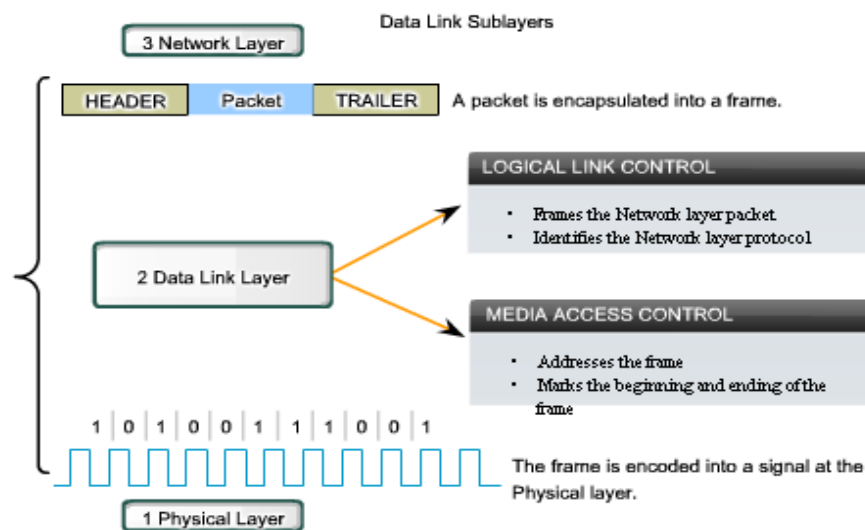 Data Link Sublayers
3 Network Layer
HEADER Packet TRAILER A packet is encapsulated into a frame.
LOGICAL LINK CONTROL
• Frames the Network layer packet
• Identifies the Network layer protocol
2 Data Link Layer
MEDIA ACCESS CONTROL
• Addresses the frame
• Marks the beginning and ending of the
frame
1 0 1 0 0 1 1 1 0 0 1
The frame is encoded into a signal at the
Physical layer.
1 Physical Layer